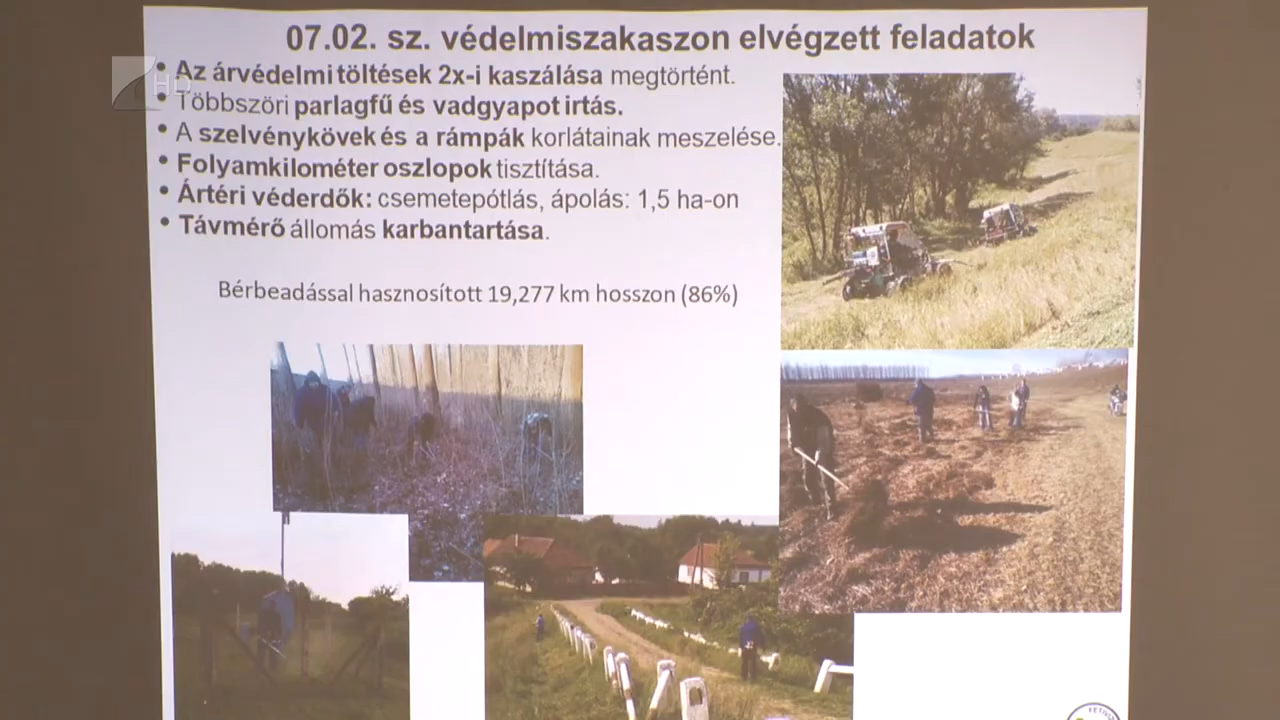 07.02. sz. védelmiszakaszon elvégzett feladatok
HD
• Az árvédelmi töltések 2x-i kaszálása megtörtént.
• Többszöri parlagfű és vadgyapot irtás.
• A szelvénykövek és a rámpák korlátainak meszelése.
• Folyamkilométer oszlopok tisztítása.
• Ártéri véderdők: csemetepótlás, ápolás: 1,5 ha-on
• Távmérő állomás karbantartása.
Bérbeadással hasznosított 19,277 km hosszon (86%)